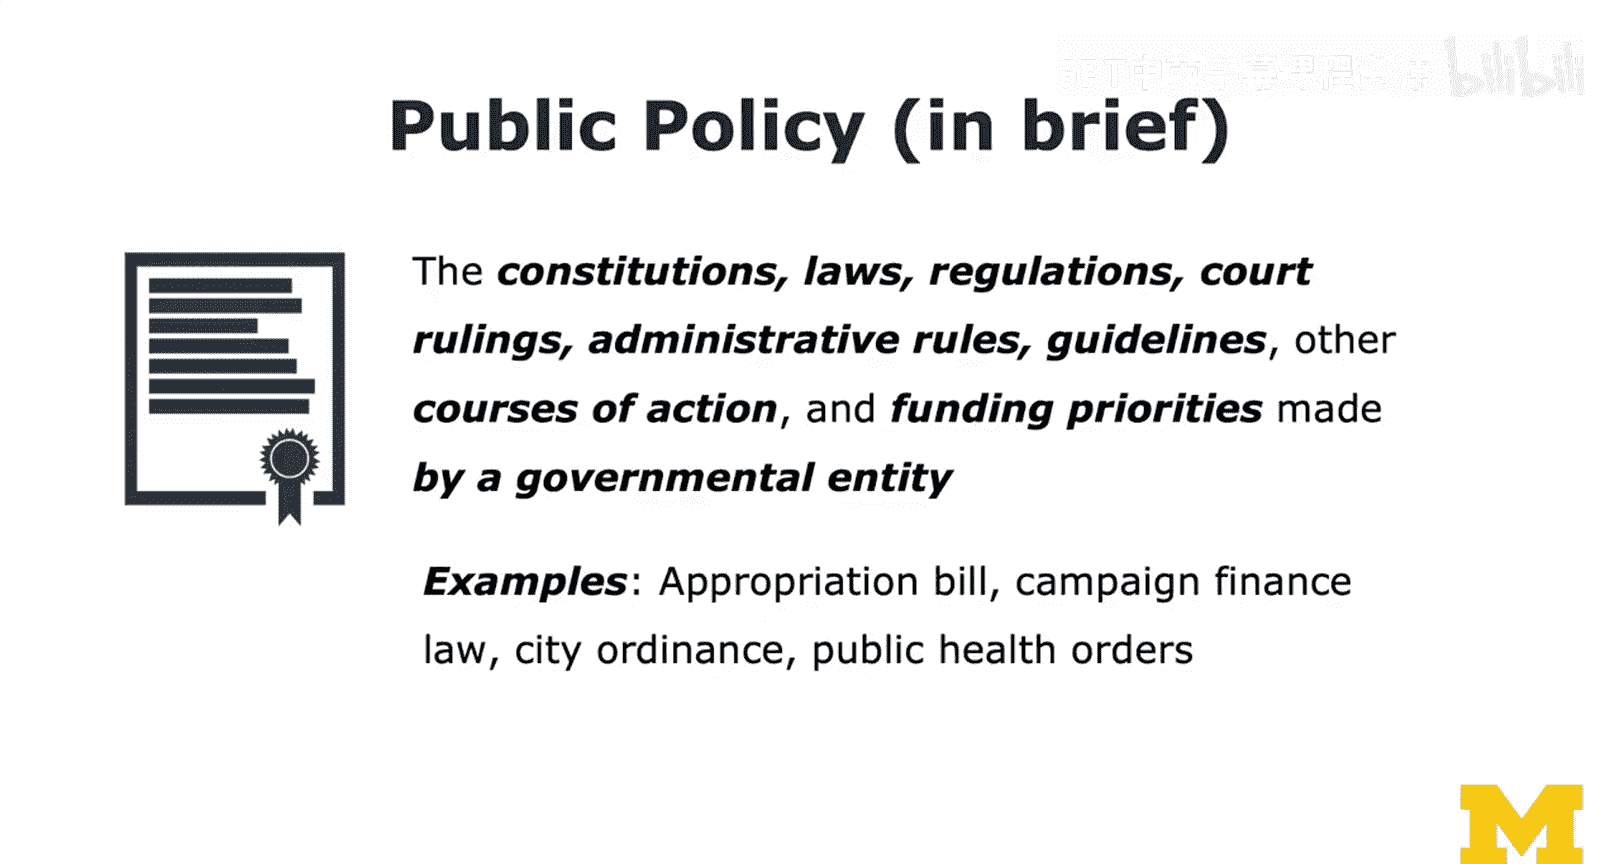 bilibili
Public Policy (in brief)
The constitutions, laws, regulations, court
rulings, administrative rules, guidelines, other
courses of action, and funding priorities made
by a governmental entity
Examples: Appropriation bill, campaign finance
law, city ordinance, public health orders
M